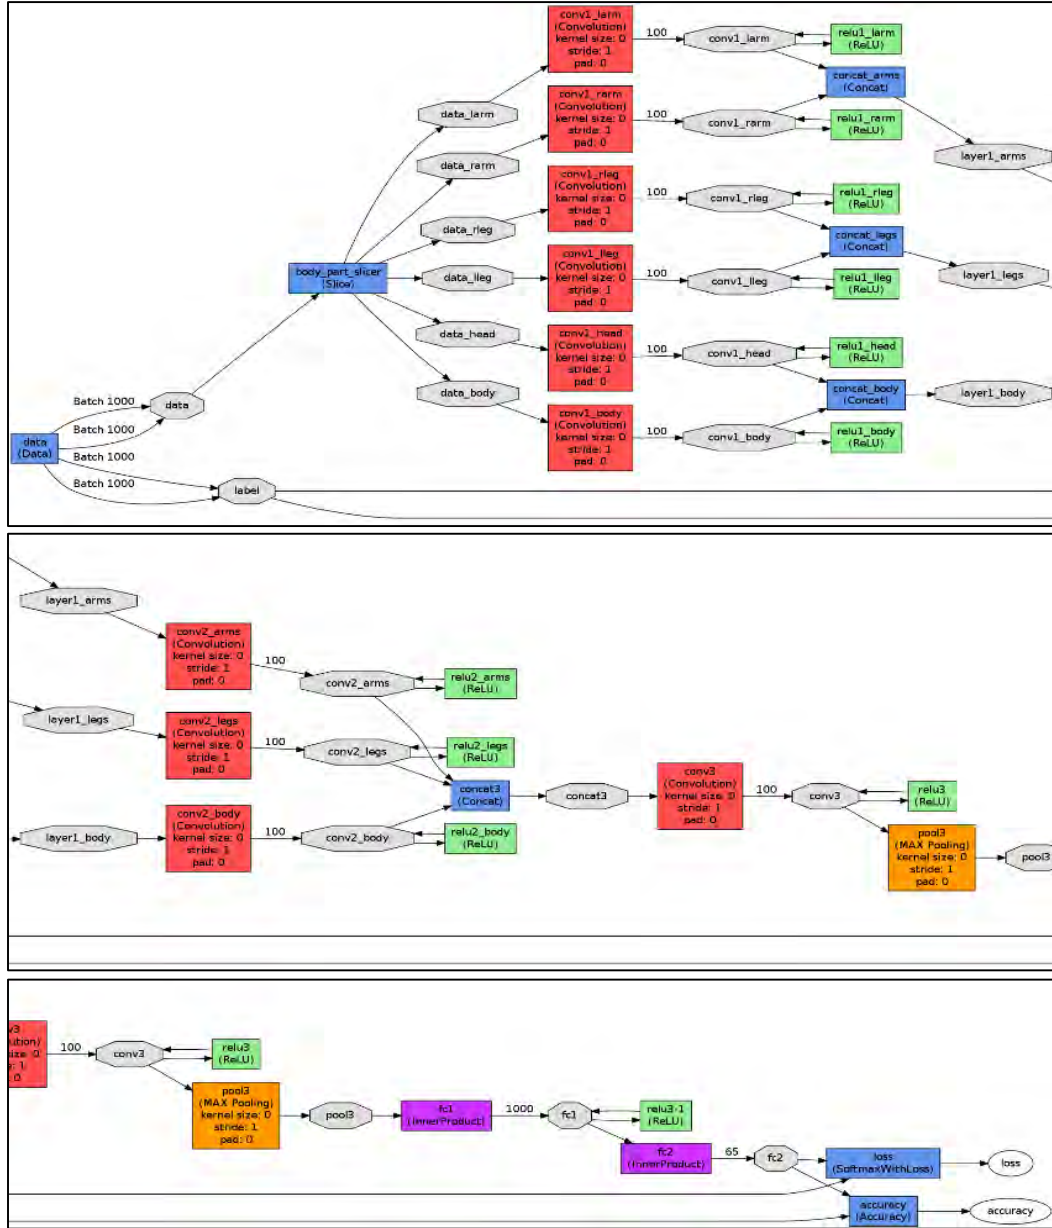 conv1_larm
(Convolution)
kernel size: 0
stride: 1
pad: 0
100
conv1_larm
relu1_larm
(ReLU)
concat_arms
(Concat)
data_larm
conv1_rarm
(Convolution)
kernel size: 0
stride: 1
pad: 0
100
conv1_rarm
relu1_rarm
(ReLU)
layer1_arms
data_rarm
conv1_rleg
(Convolution)
kernel size: 0
stride: 1
pad: 0
100
conv1_rleg
relu1_rleg
(ReLU)
data_rleg
concat_legs
(Concat)
body_part_slicer
(Slice)
data_lleg
conv1_lleg
(Convolution)
kernel size: 0
stride: 1
pad: 0
100
conv1_lleg
relu1_lleg
(ReLU)
layer1_legs
data_head
conv1_head
(Convolution)
kernel size: 0
stride: 1
pad: 0
100
conv1_head
relu1_head
(ReLU)
concat_body
(Concat)
layer1_body
data_body
conv1_body
(Convolution)
kernel size: 0
stride: 1
pad: 0
100
conv1_body
relu1_body
(ReLU)
Batch 1000
data
Batch 1000
data
(Data)
Batch 1000
Batch 1000
label
layer1_arms
conv2_arms
(Convolution)
kernel size: 0
stride: 1
pad: 0
100
conv2_arms
relu2_arms
(ReLU)
layer1_legs
conv2_legs
(Convolution)
kernel size: 0
stride: 1
pad: 0
100
conv2_legs
relu2_legs
(ReLU)
concat3
(Concat)
concat3
conv3
(Convolution)
kernel size: 0
stride: 1
pad: 0
100
conv3
relu3
(ReLU)
layer1_body
conv2_body
(Convolution)
kernel size: 0
stride: 1
pad: 0
100
conv2_body
relu2_body
(ReLU)
pool3
(MAX Pooling)
kernel size: 0
stride: 1
pad: 0
pool3
v3
ution)
ize: 0
: 1
0
100
conv3
relu3
(ReLU)
pool3
(MAX Pooling)
kernel size: 0
stride: 1
pad: 0
pool3
fc1
(InnerProduct)
1000
fc1
relu3-1
(ReLU)
fc2
(InnerProduct)
65
fc2
loss
(SoftmaxWithLoss)
loss
accuracy
(Accuracy)
accuracy